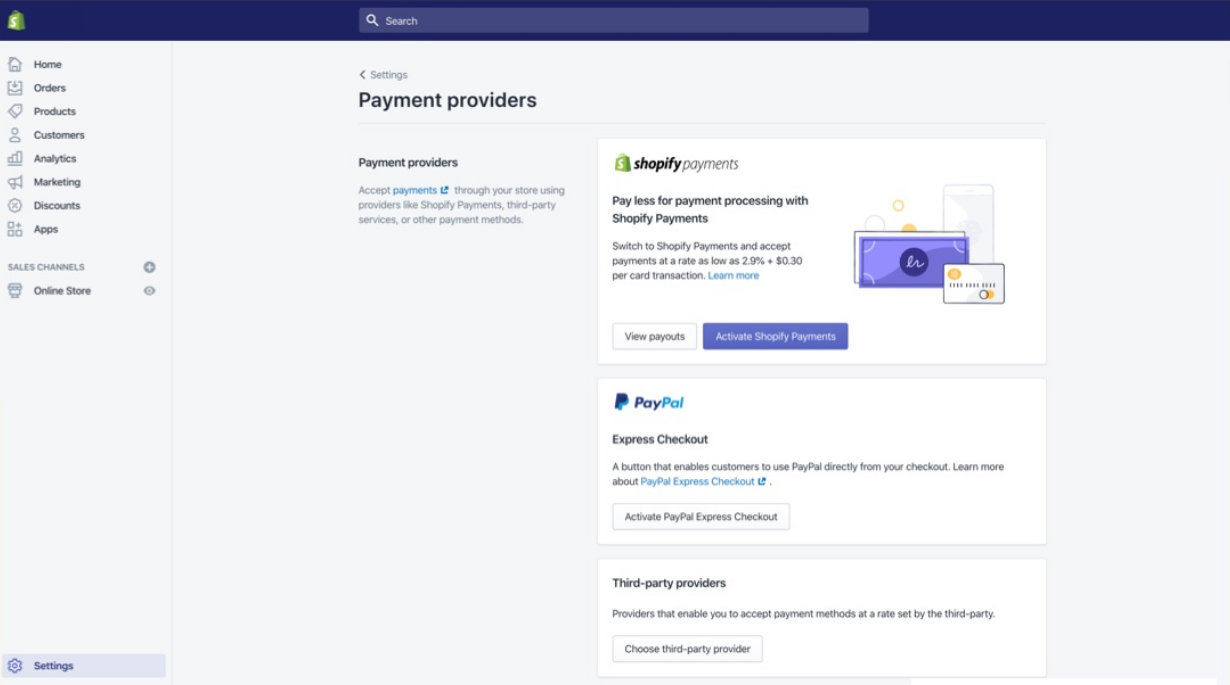 Search
Home
Orders
Products
Customers
Analytics
Marketing
Discounts
Apps
SALES CHANNELS
Online Store
Settings
Settings
Payment providers
Payment providers
Accept payments through your store using
providers like Shopify Payments, third-party
services, or other payment methods.
shopify payments
Pay less for payment processing with
Shopify Payments
Switch to Shopify Payments and accept
payments at a rate as low as 2.9% + $0.30
per card transaction. Learn more
View payouts
Activate Shopify Payments
PayPal
Express Checkout
A button that enables customers to use PayPal directly from your checkout. Learn more
about PayPal Express Checkout .
Activate PayPal Express Checkout
Third-party providers
Providers that enable you to accept payment methods at a rate set by the third-party.
Choose third-party provider